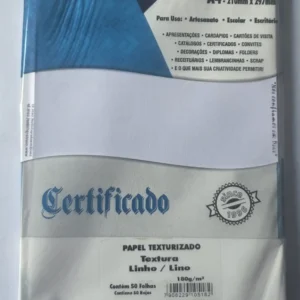 A4 - 210mm x 297mm
Para Uso: • Artesanato • Escolar • Escritório
• APRESENTAÇÕES • CARDÁPIOS • CARTÕES DE VISITA
• CATÁLOGOS • CERTIFICADOS • CONVITES
• DECORAÇÕES • DIPLOMAS • FOLDERS
• RECEITUÁRIOS • LEMBRANCINHAS • SCRAP
• E O QUE MAIS SUA CRIATIVIDADE PERMITIR!
Certificado
1996
PAPEL TEXTURIZADO
Textura
Linho / Lino
180g/m²
Contém 50 Folhas
Contiene 50 Hojas